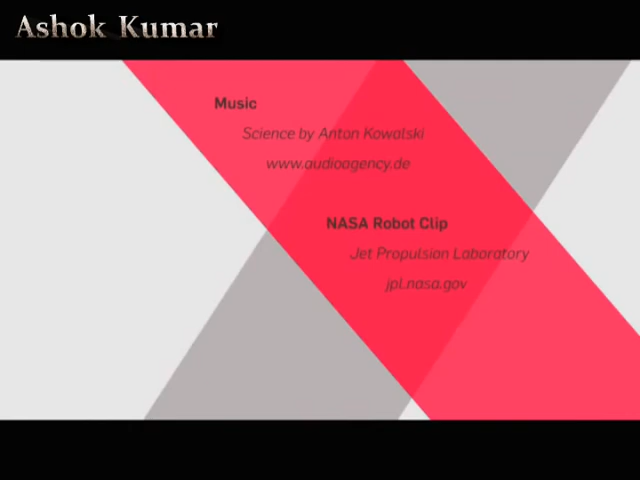 Ashok Kumar
Music
Science by Anton Kowalski
www.audioagency.de
NASA Robot Clip
Jet Propulsion Laboratory
jpl.nasa.gov